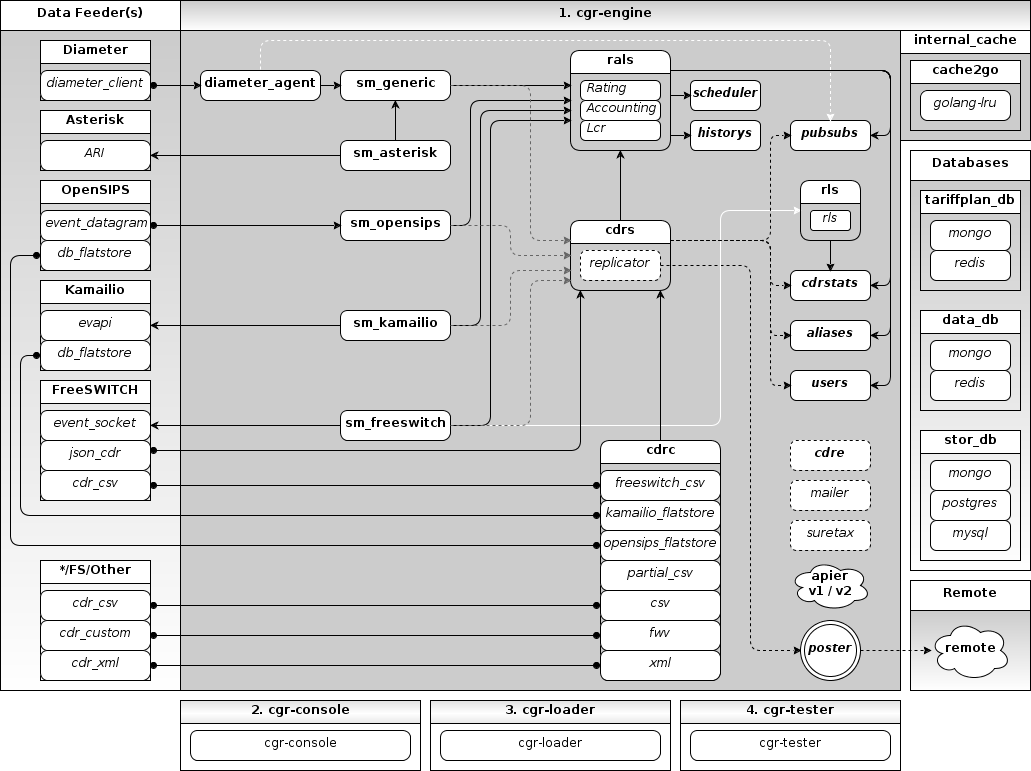 Data Feeder(s)
1. cgr-engine
Diameter
diameter_client
Asterisk
ARI
OpenSIPS
event_datagram
db_flatstore
Kamailio
evapi
db_flatstore
FreeSWITCH
event_socket
json_cdr
cdr_csv
*/FS/Other
cdr_csv
cdr_custom
cdr_xml
diameter_agent
sm_generic
sm_asterisk
sm_opensips
sm_kamailio
sm_freeswitch
rals
Rating
Accounting
Lcr
scheduler
historys
cdrs
replicator
cdrc
freeswitch_csv
kamailio_flatstore
opensips_flatstore
partial_csv
csv
fwv
xml
pubsubs
rls
rls
cdrstats
aliases
users
cdre
mailer
suretax
apier
v1 / v2
poster
internal_cache
cache2go
golang-lru
Databases
tariffplan_db
mongo
redis
data_db
mongo
redis
stor_db
mongo
postgres
mysql
Remote
remote
2. cgr-console
cgr-console
3. cgr-loader
cgr-loader
4. cgr-tester
cgr-tester